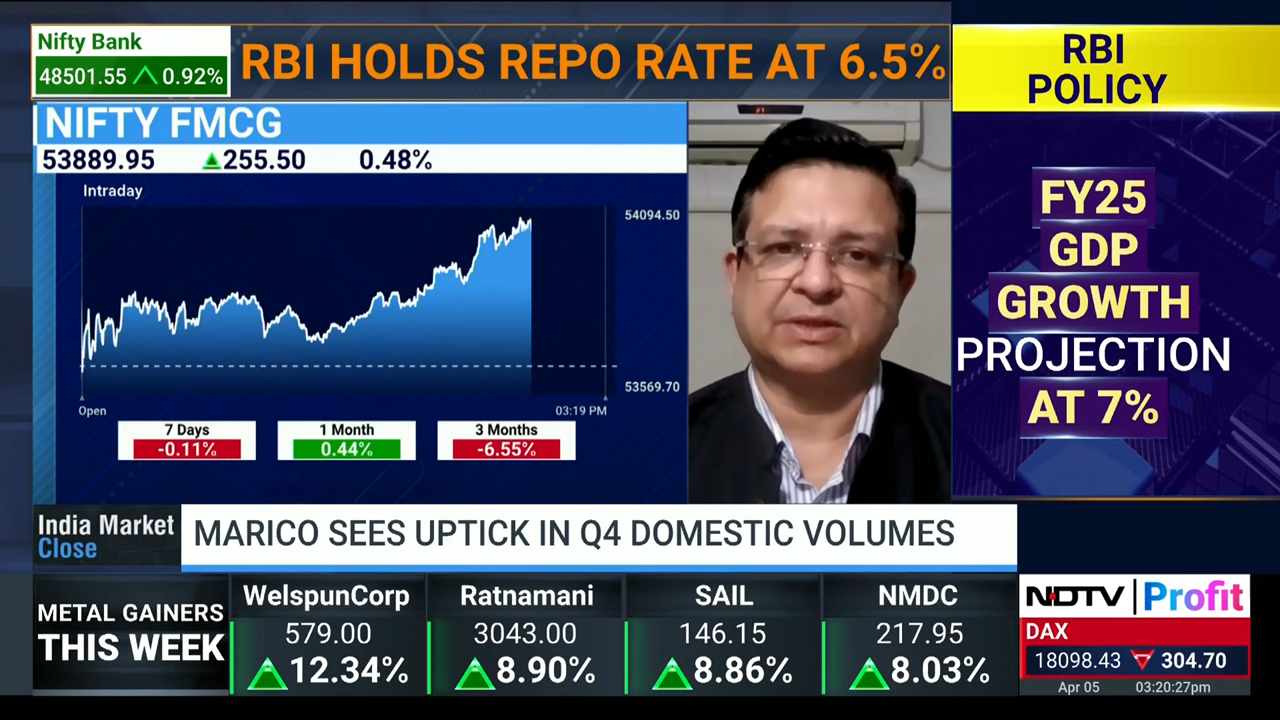 Nifty Bank
48501.55 0.92%
RBI HOLDS REPO RATE AT 6.5%
RBI
POLICY
NIFTY FMCG
53889.95 255.50 0.48%
Intraday
54094.50
53569.70
Open 03:19 PM
7 Days
-0.11%
1 Month
0.44%
3 Months
-6.55%
FY25
GDP
GROWTH
PROJECTION
AT 7%
India Market
Close
MARICO SEES UPTICK IN Q4 DOMESTIC VOLUMES
METAL GAINERS
THIS WEEK
WelspunCorp
579.00
12.34%
Ratnamani
3043.00
8.90%
SAIL
146.15
8.86%
NMDC
217.95
8.03%
NDTV Profit
DAX
18098.43 304.70
Apr 05 03:20:27pm